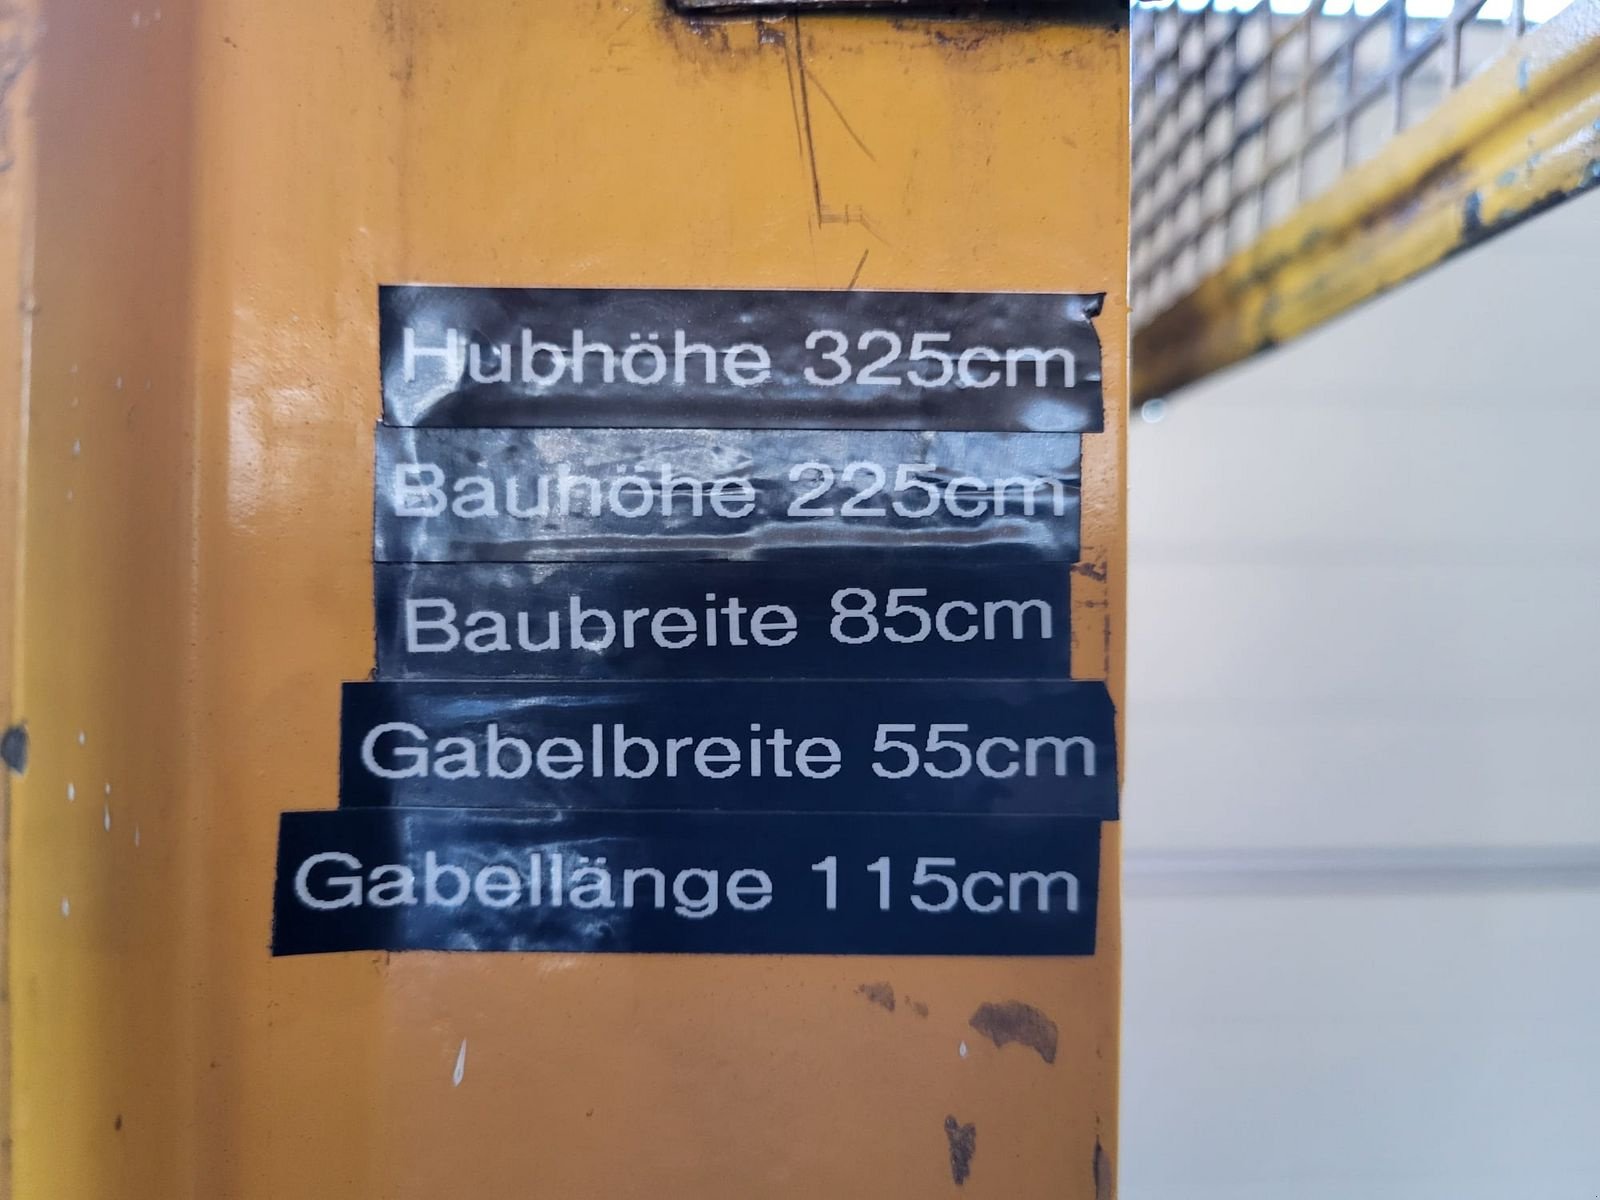 Hubhöhe 325cm
Bauhöhe 225cm
Baubreite 85cm
Gabelbreite 55cm
Gabellänge 115cm